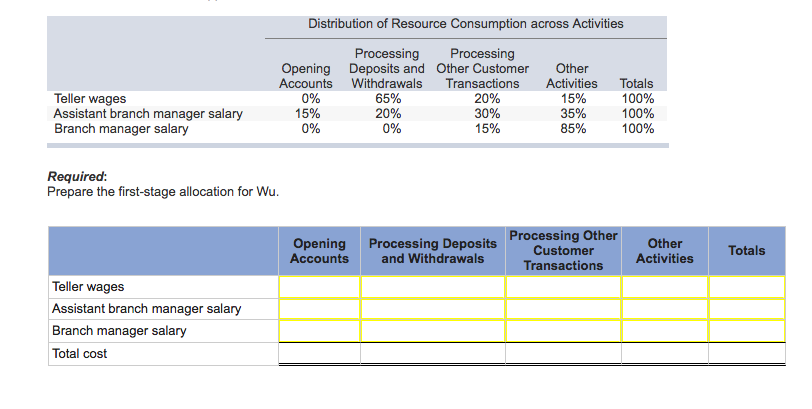 Distribution of Resource Consumption across Activities
Processing Processing
Opening Deposits and Other Customer Other
Accounts Withdrawals Transactions Activities Totals
Teller wages 0% 65% 20% 15% 100%
Assistant branch manager salary 15% 20% 30% 35% 100%
Branch manager salary 0% 0% 15% 85% 100%
Required:
Prepare the first-stage allocation for Wu.
Opening Accounts Processing Deposits and Withdrawals Processing Other Customer Transactions Other Activities Totals
Teller wages
Assistant branch manager salary
Branch manager salary
Total cost